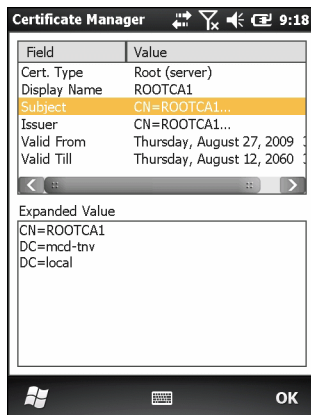 Certificate Manager 9:18
Field Value
Cert. Type Root (server)
Display Name ROOTCA1
Subject CN=ROOTCA1...
Issuer CN=ROOTCA1...
Valid From Thursday, August 27, 2009
Valid Till Thursday, August 12, 2060
Expanded Value
CN=ROOTCA1
DC=mcd-tnv
DC=local
OK